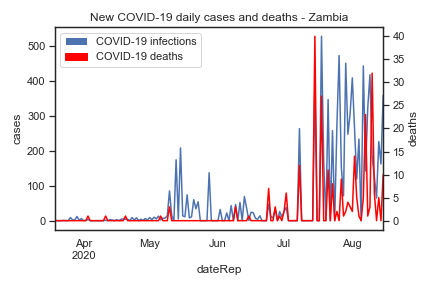 New COVID-19 daily cases and deaths - Zambia
COVID-19 infections
COVID-19 deaths
500
400
300
200
100
0
cases
40
35
30
25
20
15
10
5
0
deaths
Apr
2020
May
Jun
Jul
Aug
dateRep